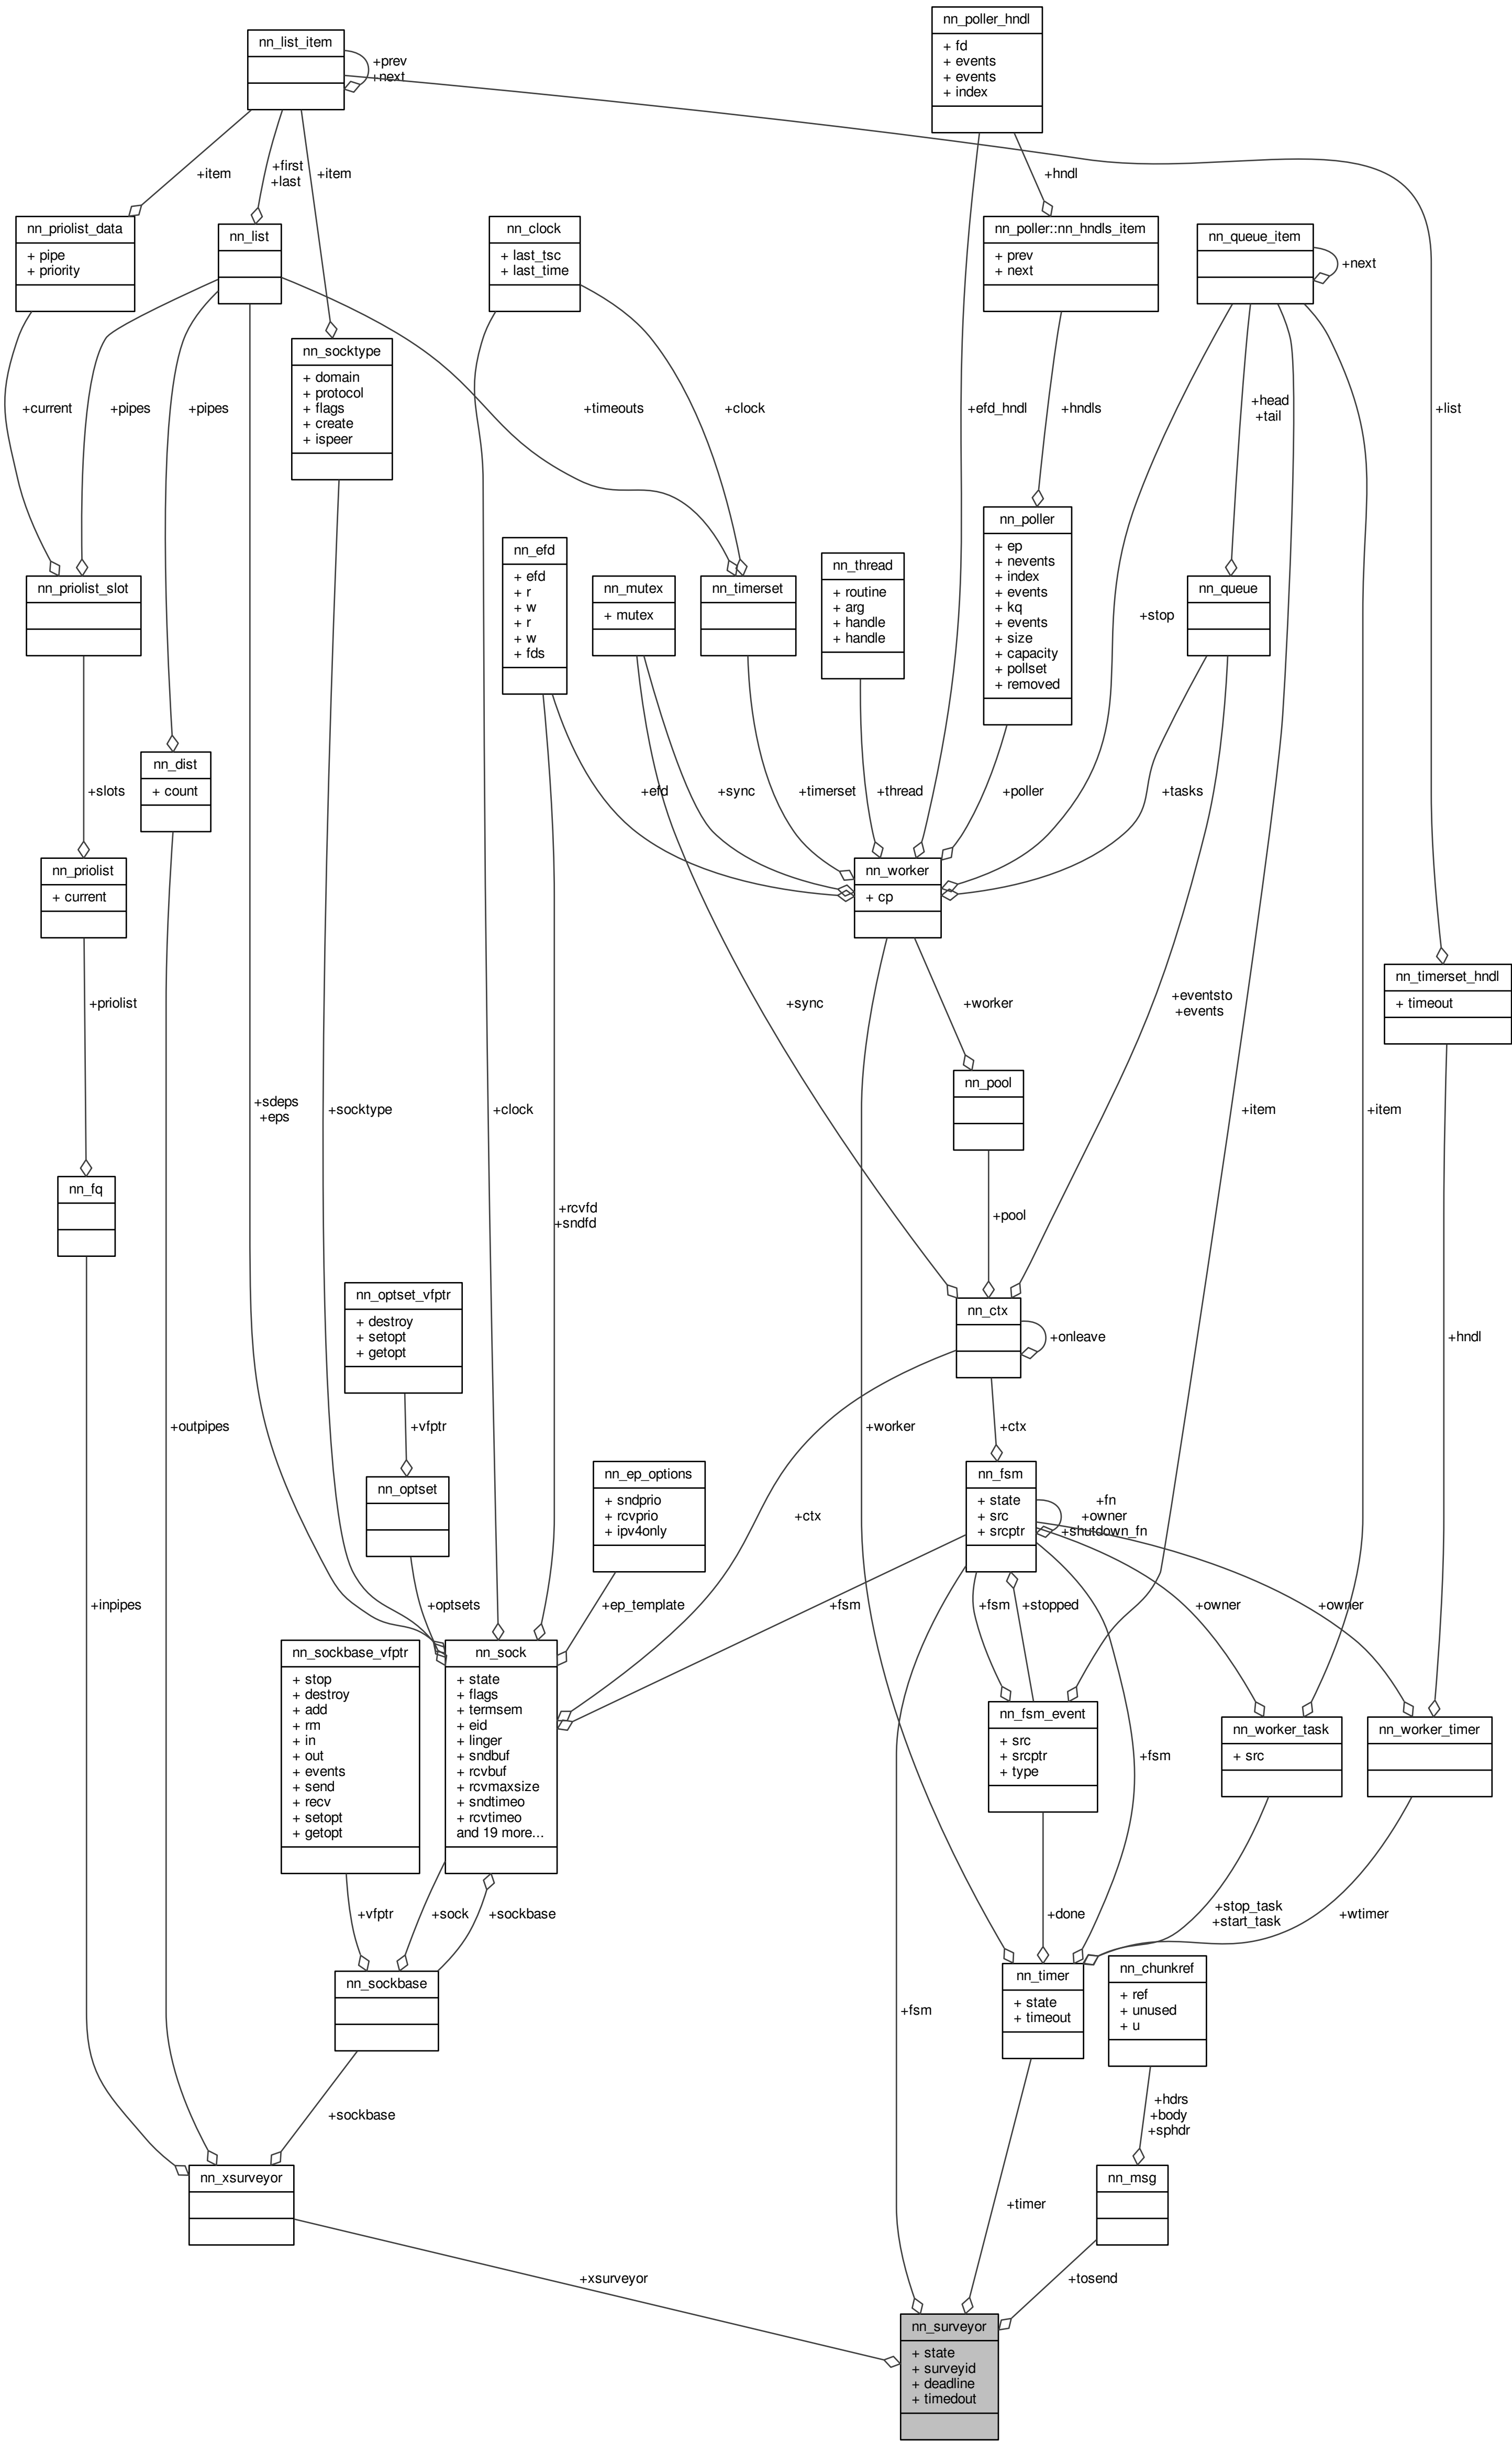 nn_poller_hndl
+ fd
+ events
+ events
+ index
nn_list_item
+prev
+next
+item
+first
+last
+item
+hndl
nn_priolist_data
+ pipe
+ priority
nn_list
nn_clock
+ last_tsc
+ last_time
nn_poller::nn_hndls_item
+ prev
+ next
nn_queue_item
+next
nn_socktype
+ domain
+ protocol
+ flags
+ create
+ ispeer
+current
+pipes
+pipes
+timeouts
+clock
+efd_hndl
+hndls
+head
+tail
+list
nn_priolist_slot
nn_efd
+ efd
+ r
+ w
+ r
+ w
+ fds
nn_mutex
+ mutex
nn_timerset
nn_thread
+ routine
+ arg
+ handle
+ handle
nn_poller
+ ep
+ nevents
+ index
+ events
+ kq
+ events
+ size
+ capacity
+ pollset
+ removed
+stop
nn_queue
nn_dist
+ count
+slots
+efd
+sync
+timerset
+thread
+poller
+tasks
nn_priolist
+ current
nn_worker
+ cp
+priolist
+sync
+worker
+eventsto
+events
nn_timerset_hndl
+ timeout
nn_pool
+sdeps
+eps
+socktype
+clock
+item
+item
nn_fq
+rcvfd
+sndfd
+pool
nn_optset_vfptr
+ destroy
+ setopt
+ getopt
nn_ctx
+onleave
+hndl
+outpipes
+vfptr
+worker
+ctx
nn_optset
nn_ep_options
+ sndprio
+ rcvprio
+ ipv4only
+ctx
nn_fsm
+ state
+ src
+ srcptr
+fn
+owner
+shutdown_fn
+inpipes
+optsets
+ep_template
+fsm
+fsm
+stopped
+owner
+owner
nn_sockbase_vfptr
+ stop
+ destroy
+ add
+ rm
+ in
+ out
+ events
+ send
+ recv
+ setopt
+ getopt
nn_sock
+ state
+ flags
+ termsem
+ eid
+ linger
+ sndbuf
+ rcvbuf
+ rcvmaxsize
+ sndtimeo
+ rcvtimeo
and 19 more...
nn_fsm_event
+ src
+ srcptr
+ type
+fsm
nn_worker_task
+ src
nn_worker_timer
+vfptr
+sock
+sockbase
+done
+stop_task
+start_task
+wtimer
nn_sockbase
+fsm
nn_timer
+ state
+ timeout
nn_chunkref
+ ref
+ unused
+ u
+sockbase
+hdrs
+body
+sphdr
nn_xsurveyor
+timer
nn_msg
+xsurveyor
+tosend
nn_surveyor
+ state
+ surveyid
+ deadline
+ timedout